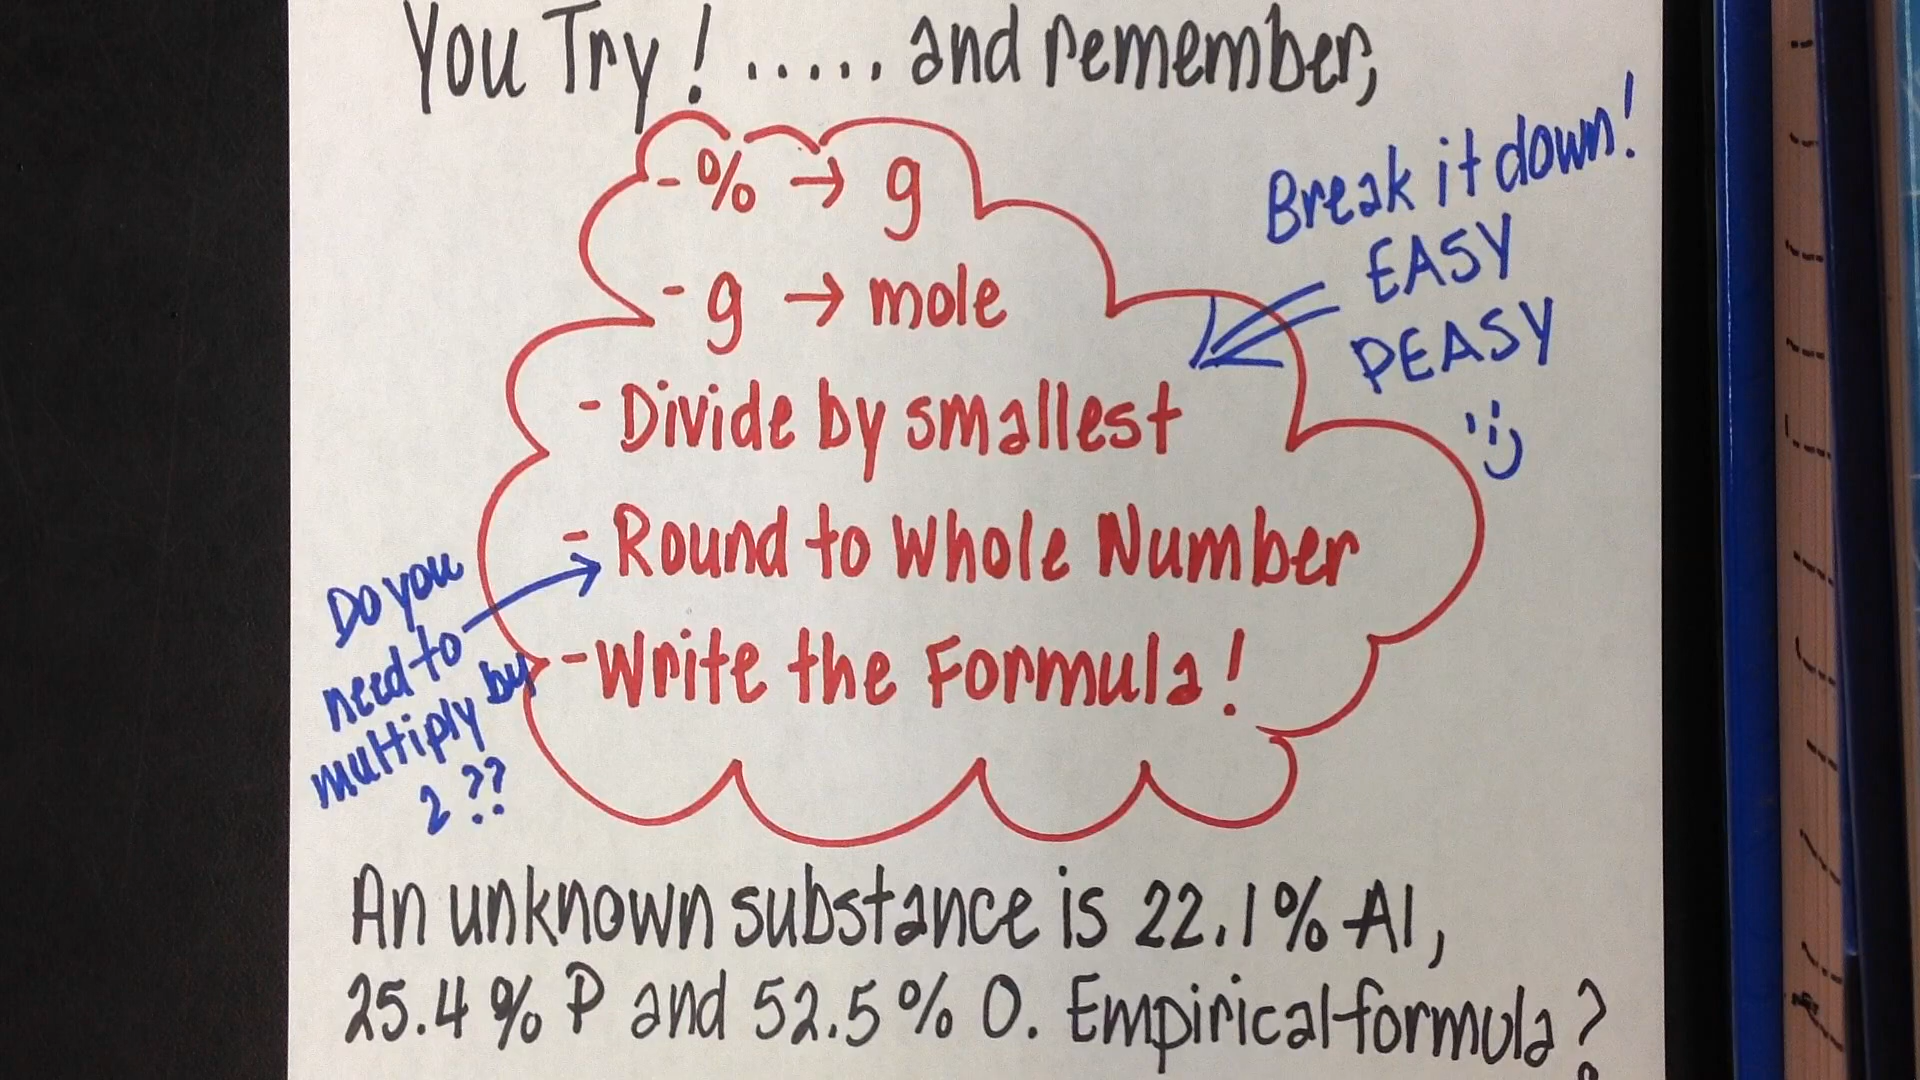 You Try! ..... and remember,
- % → g
- g → mole
- Divide by smallest
- Round to Whole Number
- Write the Formula!
Break it down!
EASY
PEASY
Do you
need to
multiply by
2??
An unknown substance is 22.1% Al,
25.4% P and 52.5% O. Empirical formula?